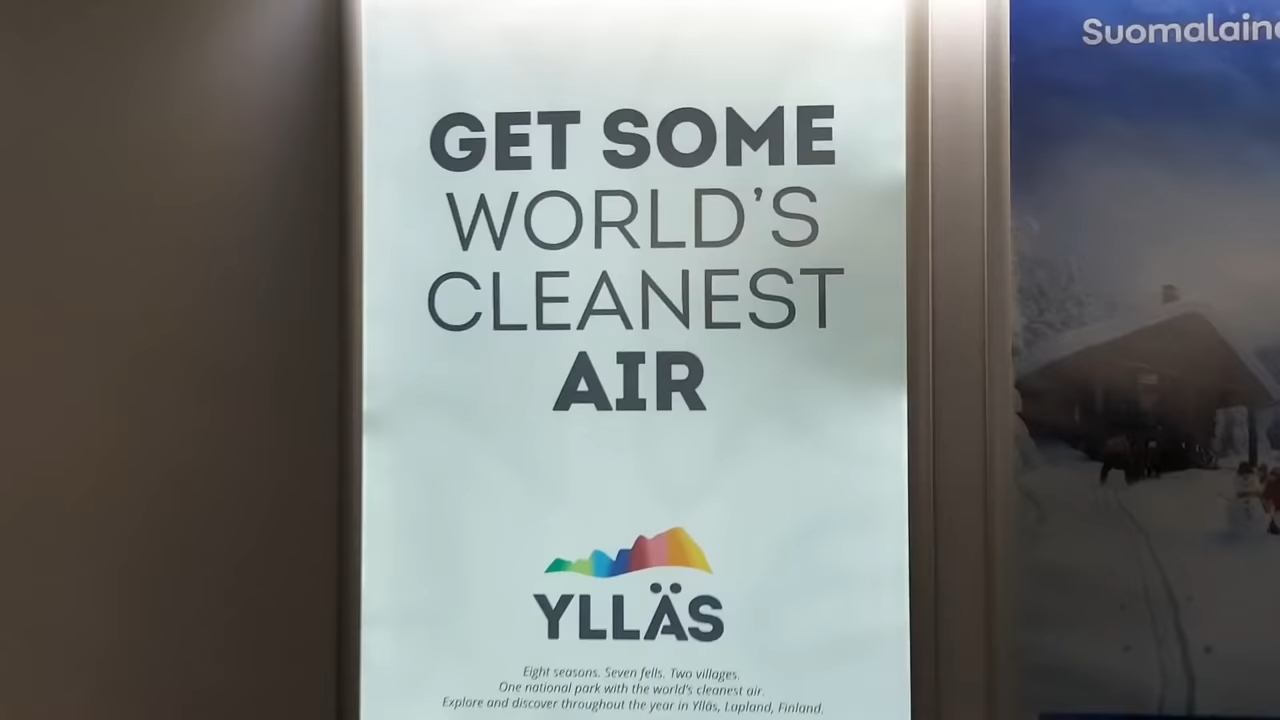 GET SOME
WORLD'S
CLEANEST
AIR
YLLÄS
Eight seasons. Seven fells. Two villages.
One national park with the world's cleanest air.
Explore and discover throughout the year in Ylläs, Lapland, Finland.